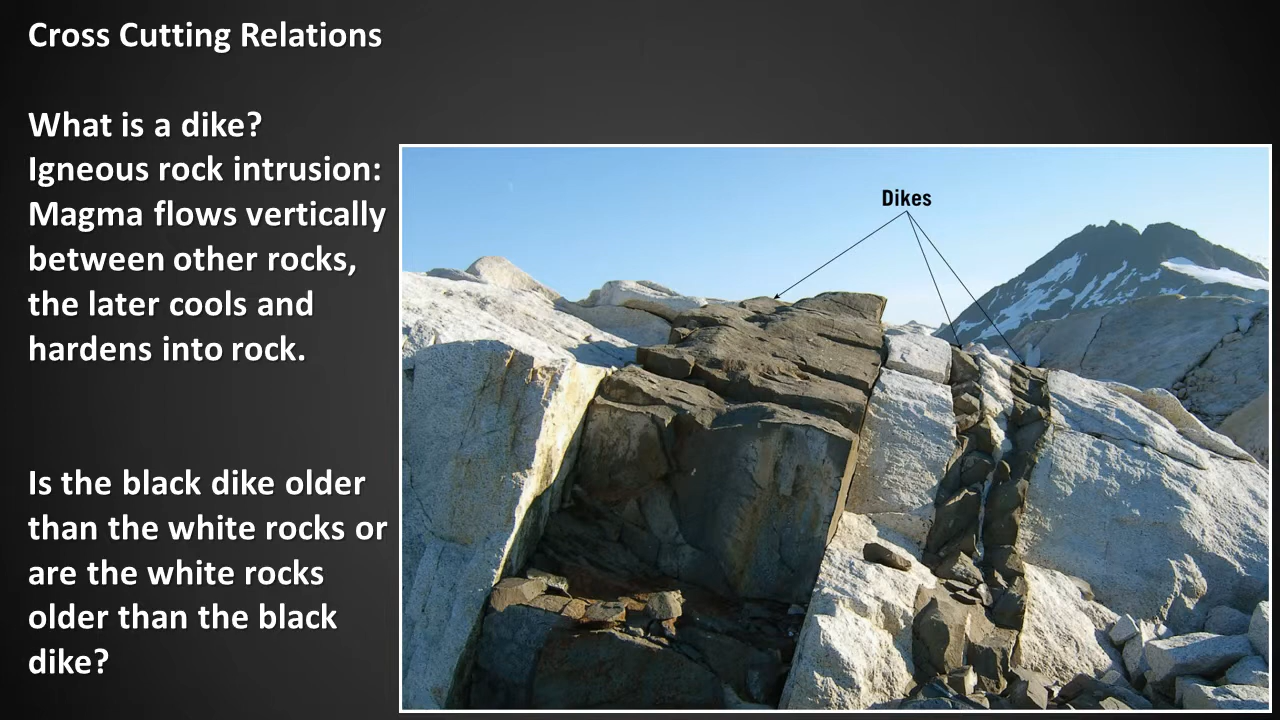 Cross Cutting Relations
What is a dike?
Igneous rock intrusion:
Magma flows vertically
between other rocks,
the later cools and
hardens into rock.
Is the black dike older
than the white rocks or
are the white rocks
older than the black
dike?
Dikes